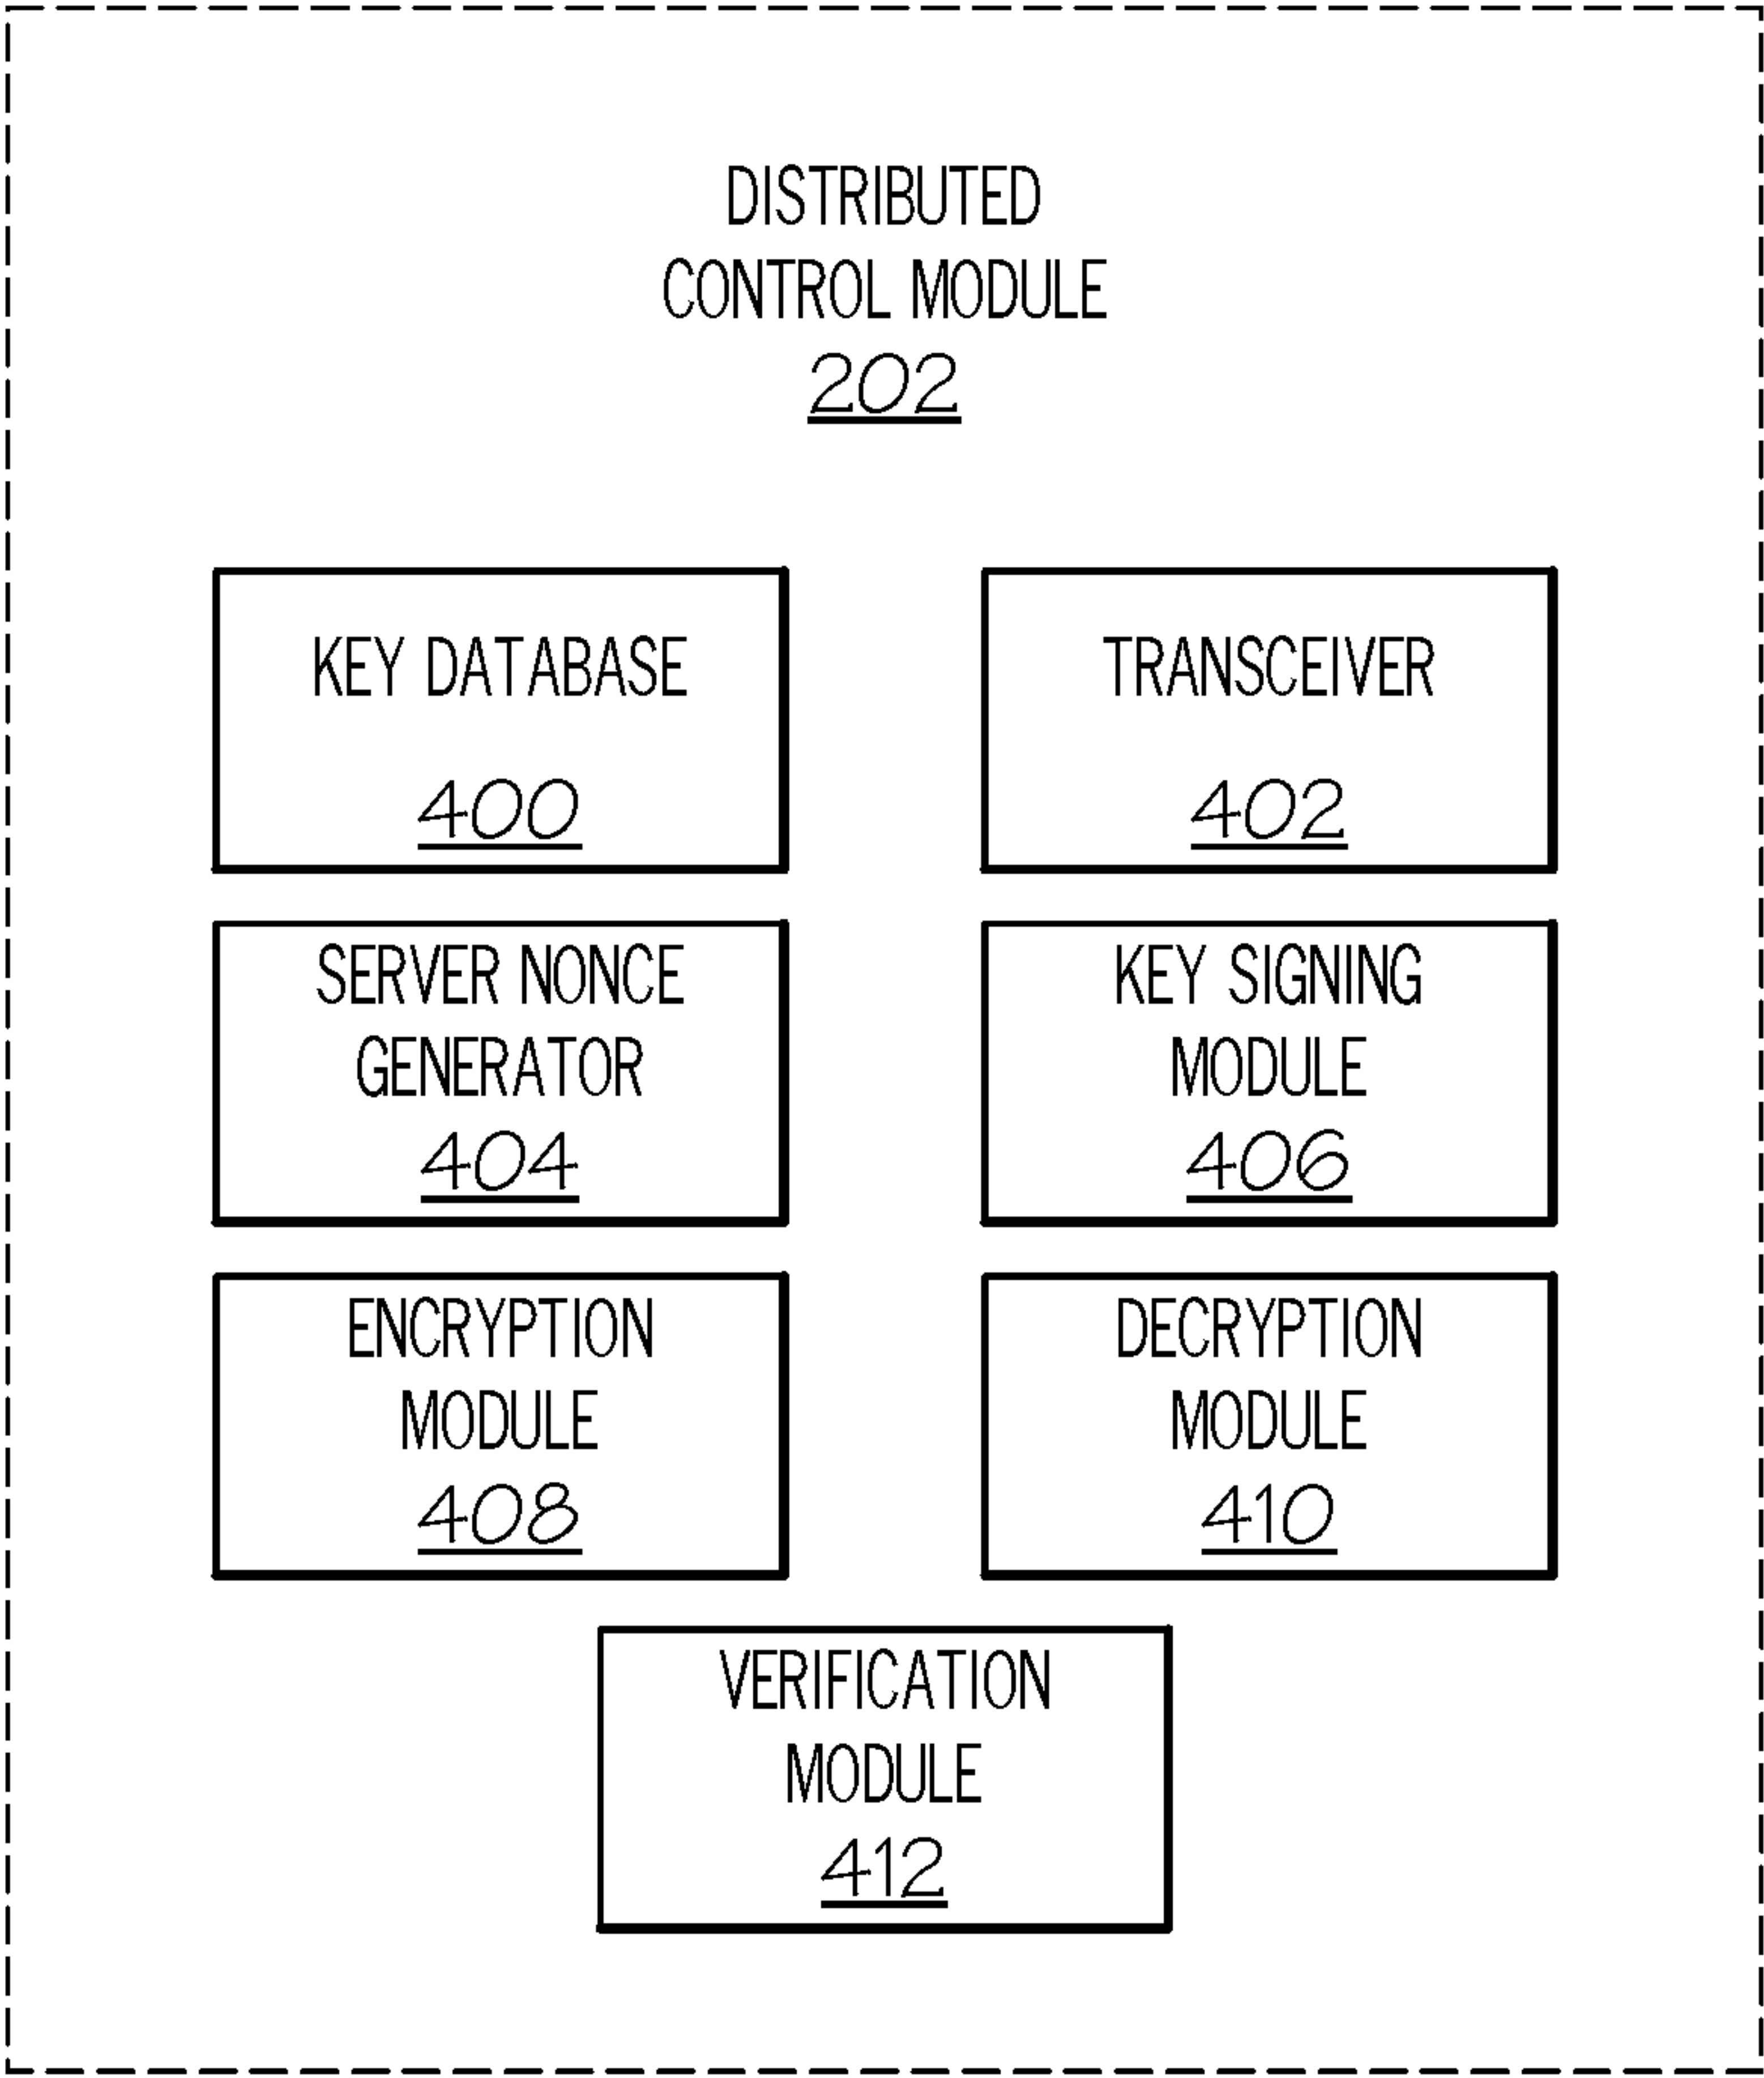 DISTRIBUTED
CONTROL MODULE
202
KEY DATABASE
400
TRANSCEIVER
402
SERVER NONCE
GENERATOR
404
KEY SIGNING
MODULE
406
ENCRYPTION
MODULE
408
DECRYPTION
MODULE
410
VERIFICATION
MODULE
412